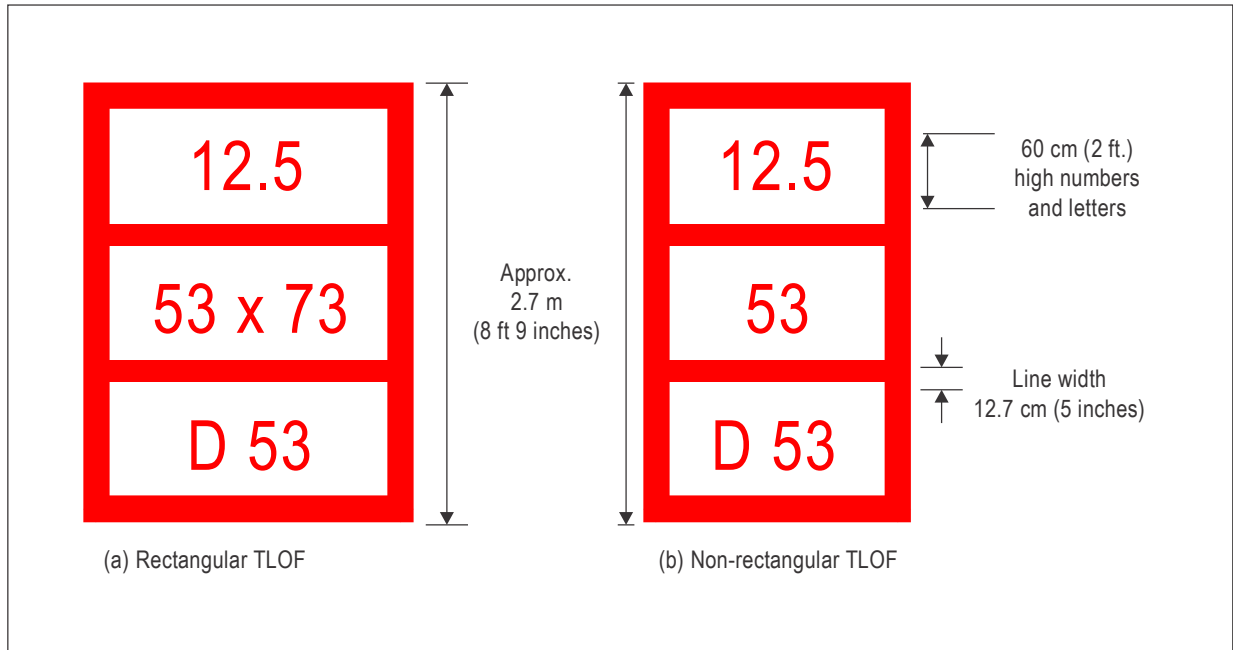 12.5
53 x 73
D 53
(a) Rectangular TLOF
Approx.
2.7 m
(8 ft 9 inches)
12.5
53
D 53
(b) Non-rectangular TLOF
60 cm (2 ft.)
high numbers
and letters
Line width
12.7 cm (5 inches)